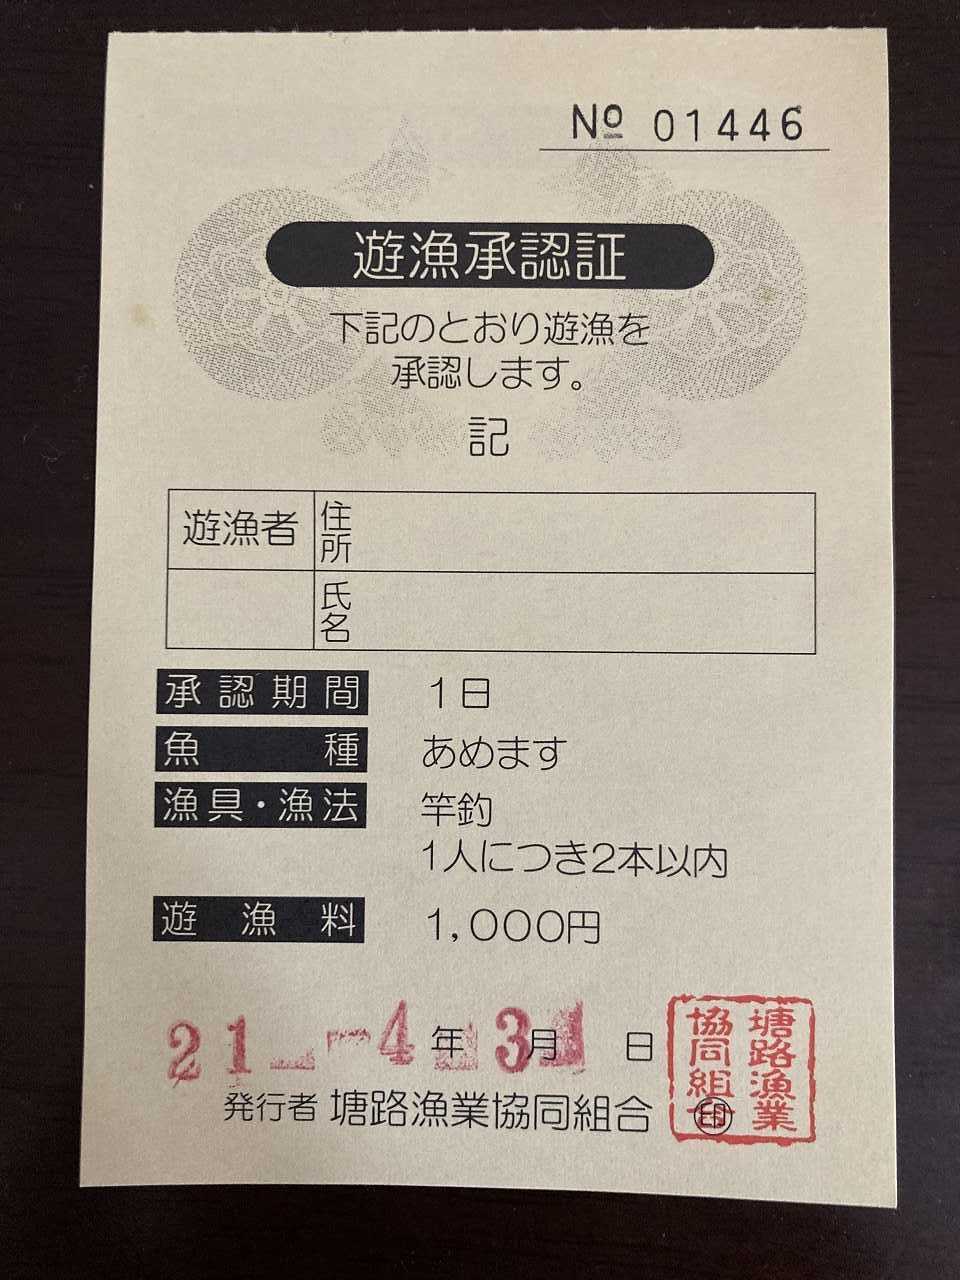 No 01446
遊漁承認証
下記のとおり遊漁を
承認します。
記
遊漁者 住所
氏名
承認期間 1日
魚種 あめます
漁具・漁法 竿釣
1人につき2本以内
遊漁料 1,000円
21 4年 3月 日
発行者 塘路漁業協同組合 ㊞
塘路漁業
協同組